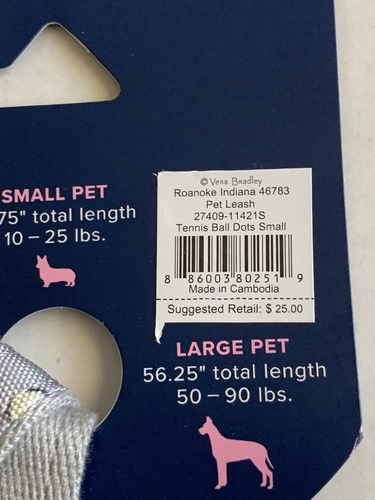 SMALL PET
75" total length
10 – 25 lbs.
© Vera Bradley
Roanoke Indiana 46783
Pet Leash
27409-11421S
Tennis Ball Dots Small
8 86003 80251 9
Made in Cambodia
Suggested Retail: $ 25.00
LARGE PET
56.25" total length
50 – 90 lbs.